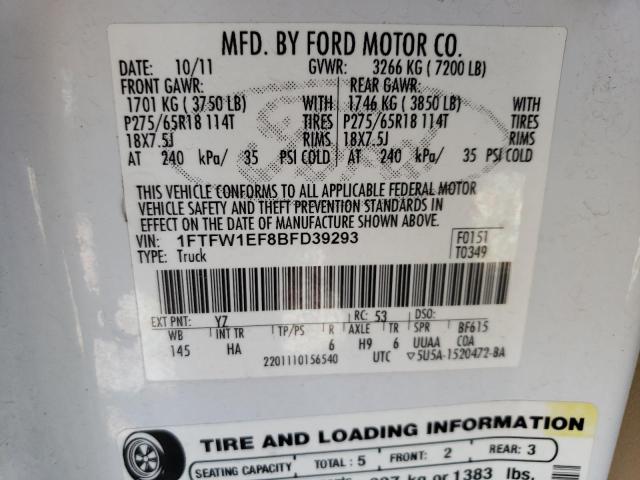 MFD. BY FORD MOTOR CO.
DATE: 10/11 GVWR: 3266 KG ( 7200 LB)
FRONT GAWR: REAR GAWR:
1701 KG ( 3750 LB) WITH 1746 KG ( 3850 LB) WITH
P275/65R18 114T TIRES P275/65R18 114T TIRES
18X7.5J RIMS 18X7.5J RIMS
AT 240 kPa/ 35 PSI COLD AT 240 kPa/ 35 PSI COLD
THIS VEHICLE CONFORMS TO ALL APPLICABLE FEDERAL MOTOR
VEHICLE SAFETY AND THEFT PREVENTION STANDARDS IN
EFFECT ON THE DATE OF MANUFACTURE SHOWN ABOVE.
VIN: 1FTFW1EF8BFD39293 F0151
TYPE: Truck T0349
EXT PNT: YZ RC: 53 DSO:
WB INT TR TP/PS R AXLE TR SPR BF615
145 HA 6 H9 6 UUAA C0A
2201110156540 UTC ▽5U5A-1520472-BA
TIRE AND LOADING INFORMATION
SEATING CAPACITY TOTAL : 5 FRONT: 2 REAR: 3
kg or 1383 lbs.